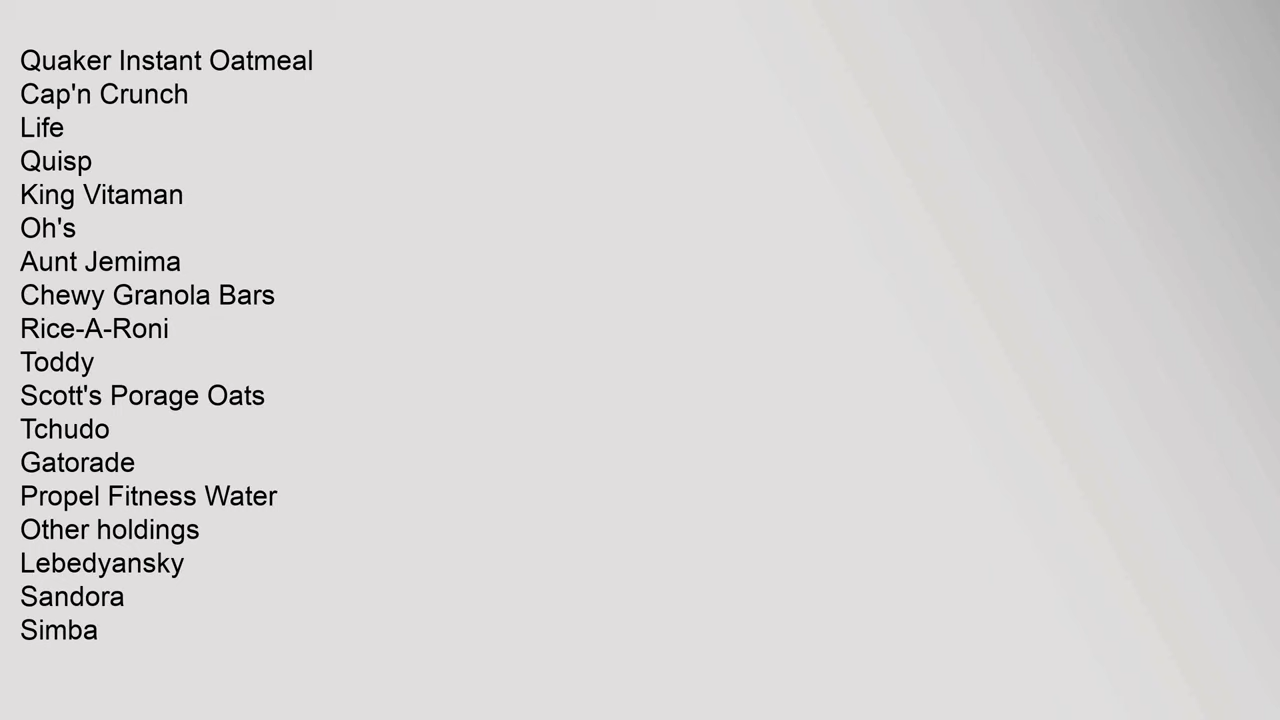 Quaker Instant Oatmeal
Cap'n Crunch
Life
Quisp
King Vitaman
Oh's
Aunt Jemima
Chewy Granola Bars
Rice-A-Roni
Toddy
Scott's Porage Oats
Tchudo
Gatorade
Propel Fitness Water
Other holdings
Lebedyansky
Sandora
Simba